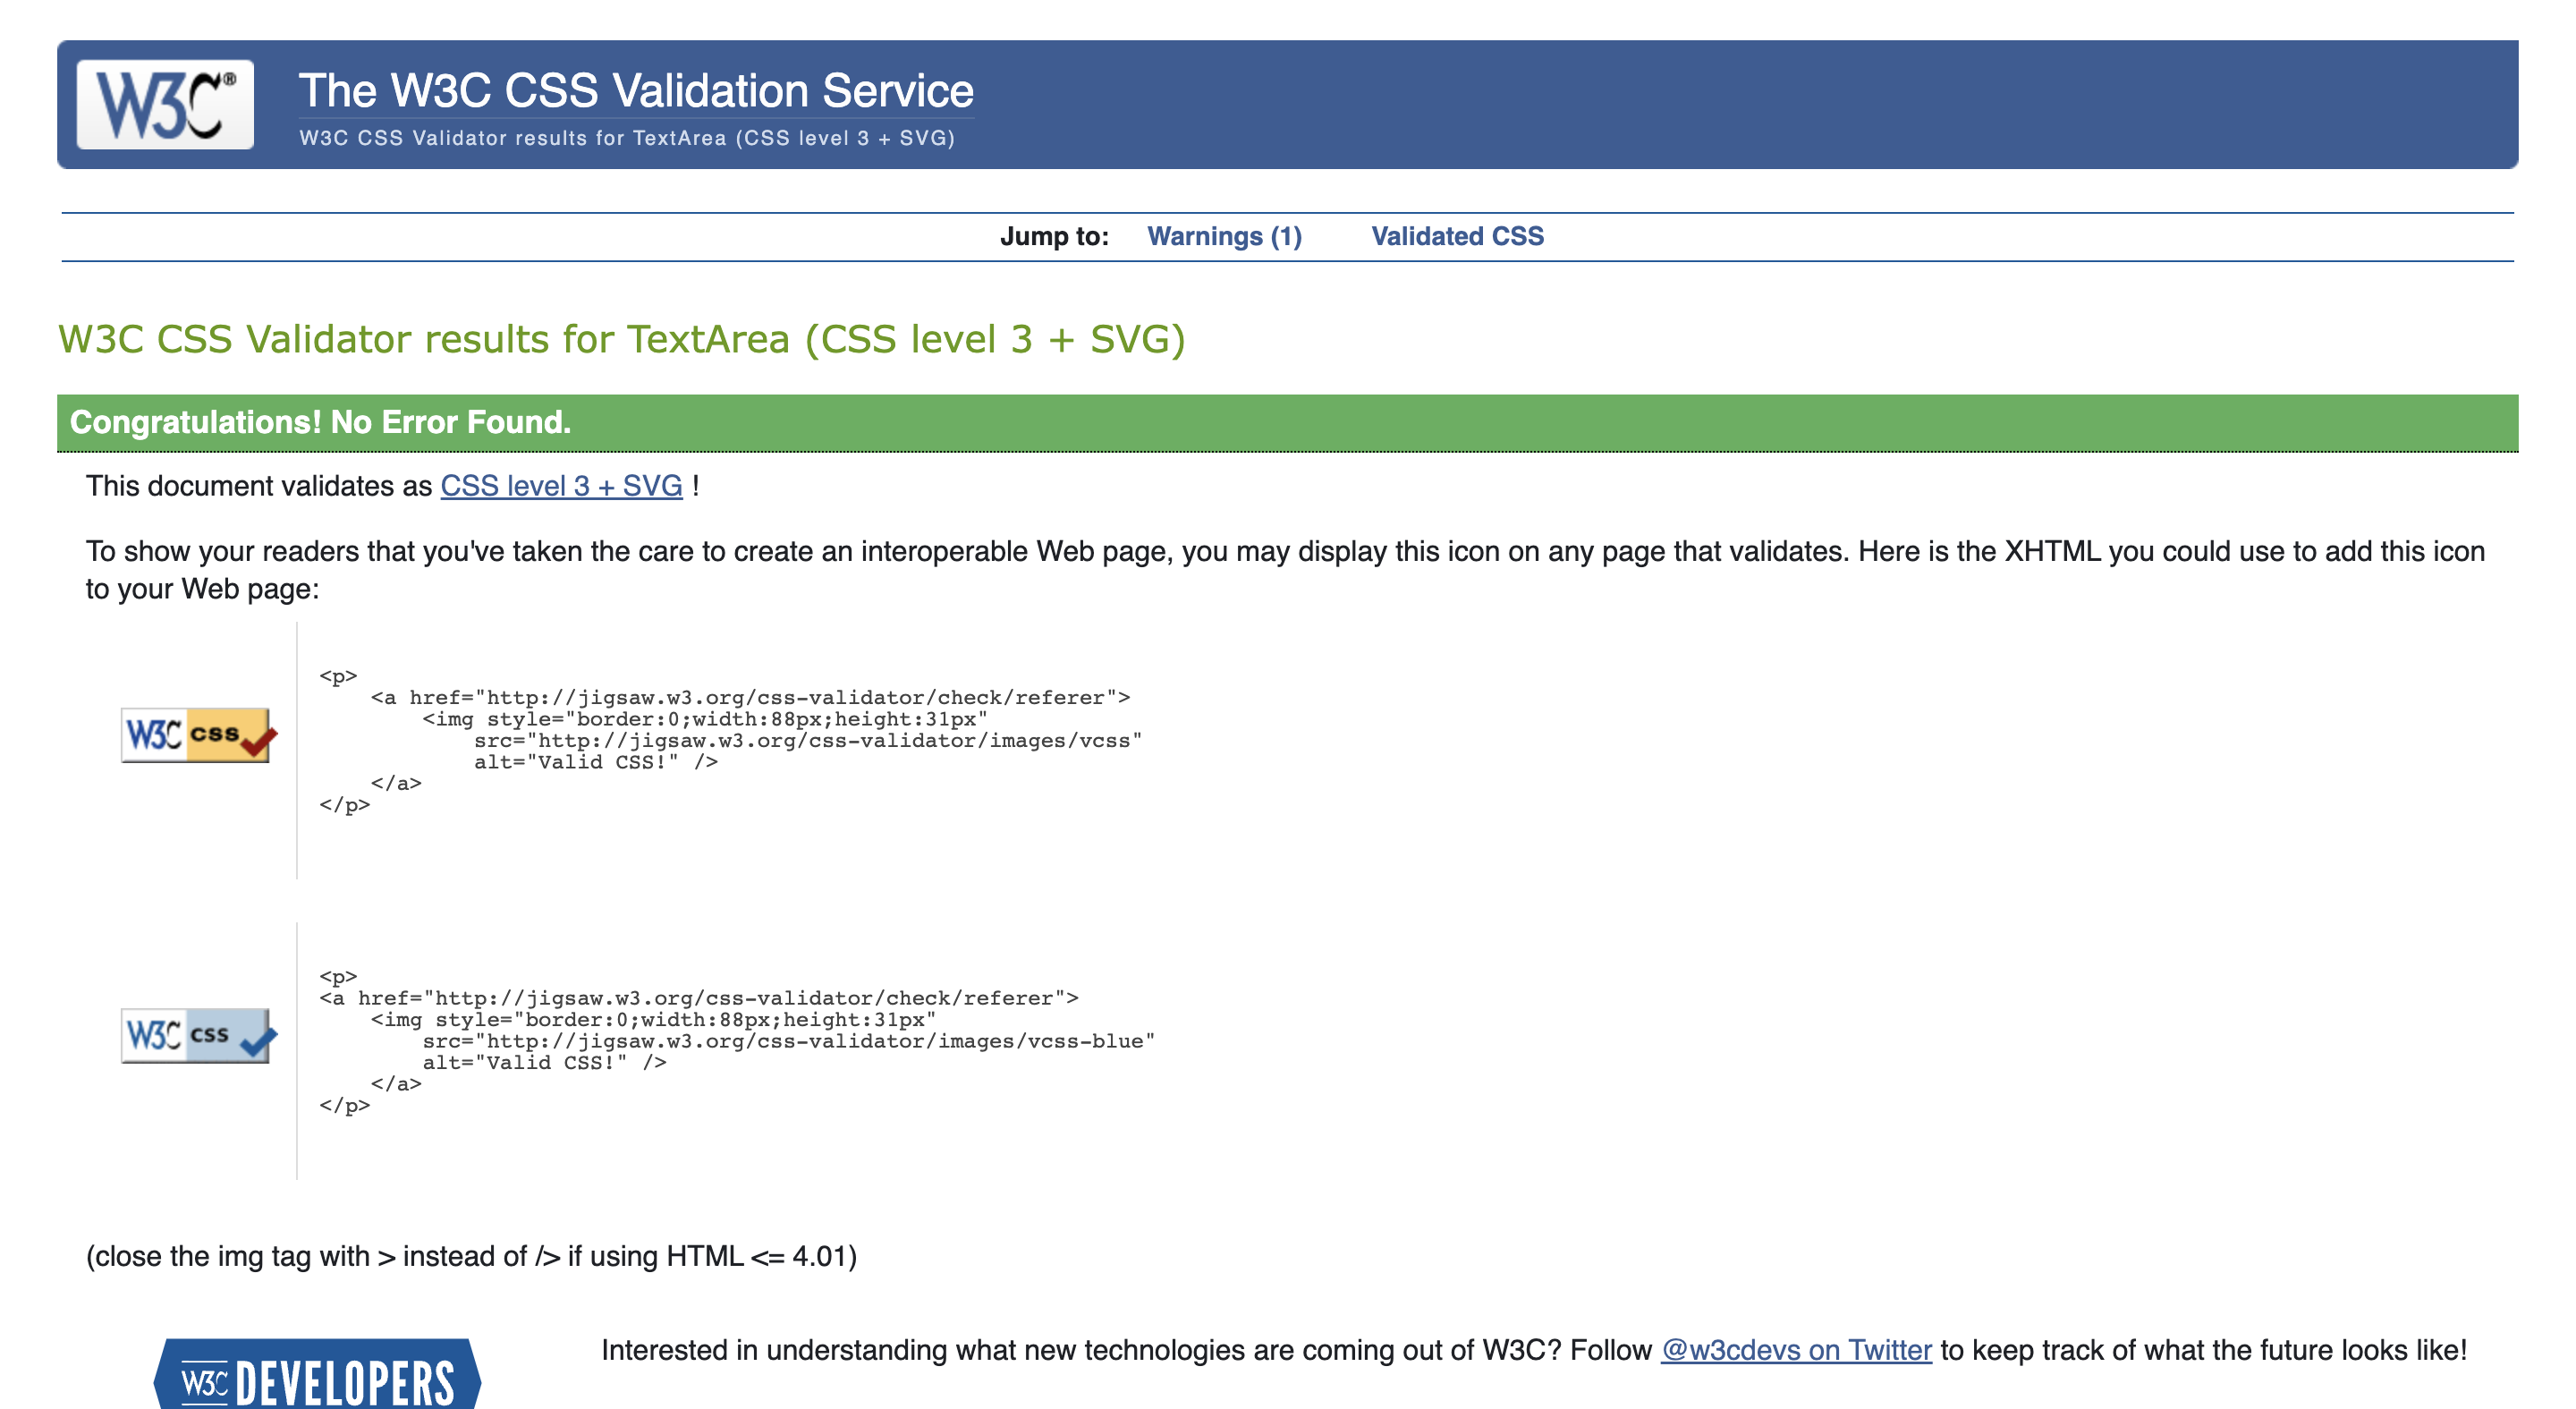 W3C®
The W3C CSS Validation Service
W3C CSS Validator results for TextArea (CSS level 3 + SVG)
Jump to: Warnings (1) Validated CSS
W3C CSS Validator results for TextArea (CSS level 3 + SVG)
Congratulations! No Error Found.
This document validates as CSS level 3 + SVG !
To show your readers that you've taken the care to create an interoperable Web page, you may display this icon on any page that validates. Here is the XHTML you could use to add this icon
to your Web page:
W3C css
<p>
    <a href="http://jigsaw.w3.org/css-validator/check/referer">
        <img style="border:0;width:88px;height:31px"
            src="http://jigsaw.w3.org/css-validator/images/vcss"
            alt="Valid CSS!" />
    </a>
</p>
W3C css
<p>
<a href="http://jigsaw.w3.org/css-validator/check/referer">
    <img style="border:0;width:88px;height:31px"
        src="http://jigsaw.w3.org/css-validator/images/vcss-blue"
        alt="Valid CSS!" />
    </a>
</p>
(close the img tag with > instead of /> if using HTML <= 4.01)
W3C DEVELOPERS
Interested in understanding what new technologies are coming out of W3C? Follow @w3cdevs on Twitter to keep track of what the future looks like!